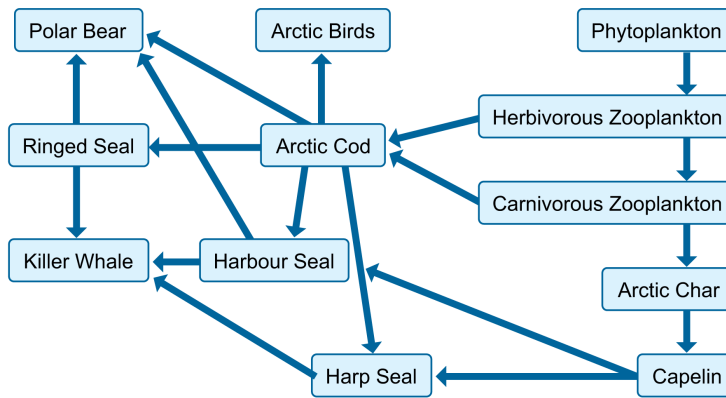 Polar Bear
Arctic Birds
Phytoplankton
Herbivorous Zooplankton
Ringed Seal
Arctic Cod
Carnivorous Zooplankton
Killer Whale
Harbour Seal
Arctic Char
Harp Seal
Capelin